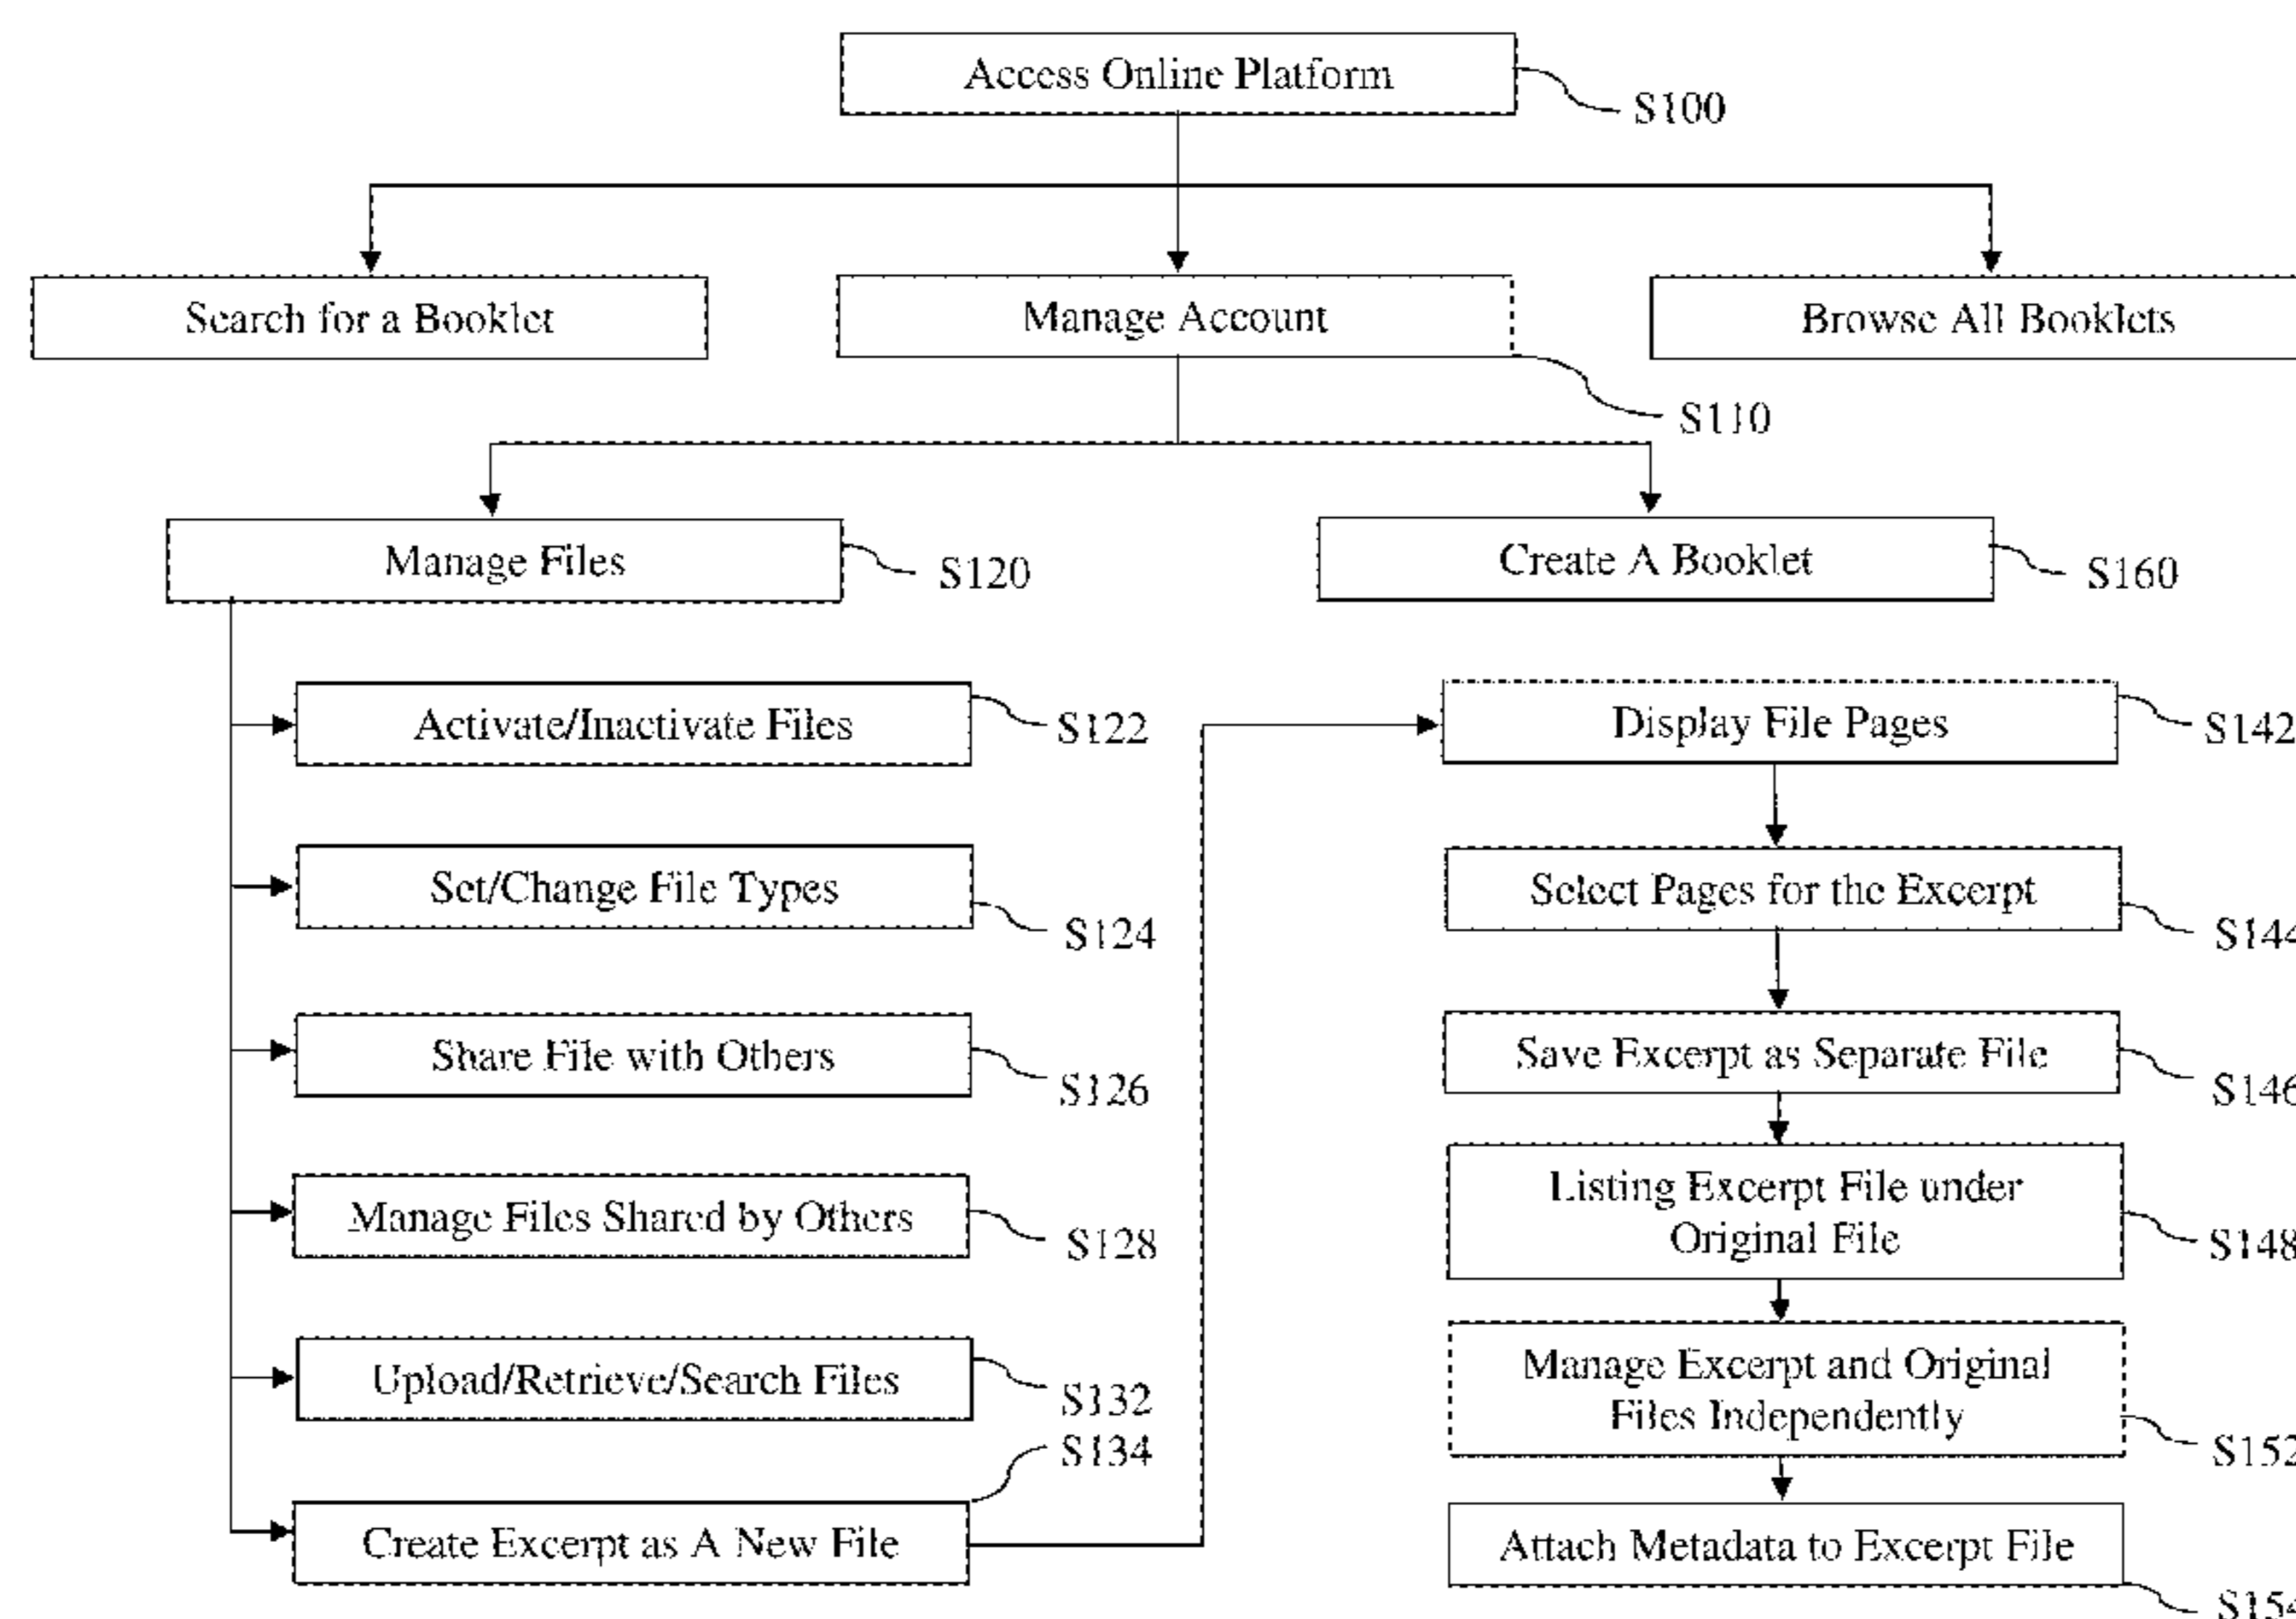 Access Online Platform
S100
Search for a Booklet
Manage Account
Browse All Booklets
S110
Manage Files
S120
Create A Booklet
S160
Activate/Inactivate Files
S122
Set/Change File Types
S124
Share File with Others
S126
Manage Files Shared by Others
S128
Upload/Retrieve/Search Files
S132
S134
Create Excerpt as A New File
Display File Pages
S142
Select Pages for the Excerpt
S144
Save Excerpt as Separate File
S146
Listing Excerpt File under
Original File
S148
Manage Excerpt and Original
Files Independently
S152
Attach Metadata to Excerpt File